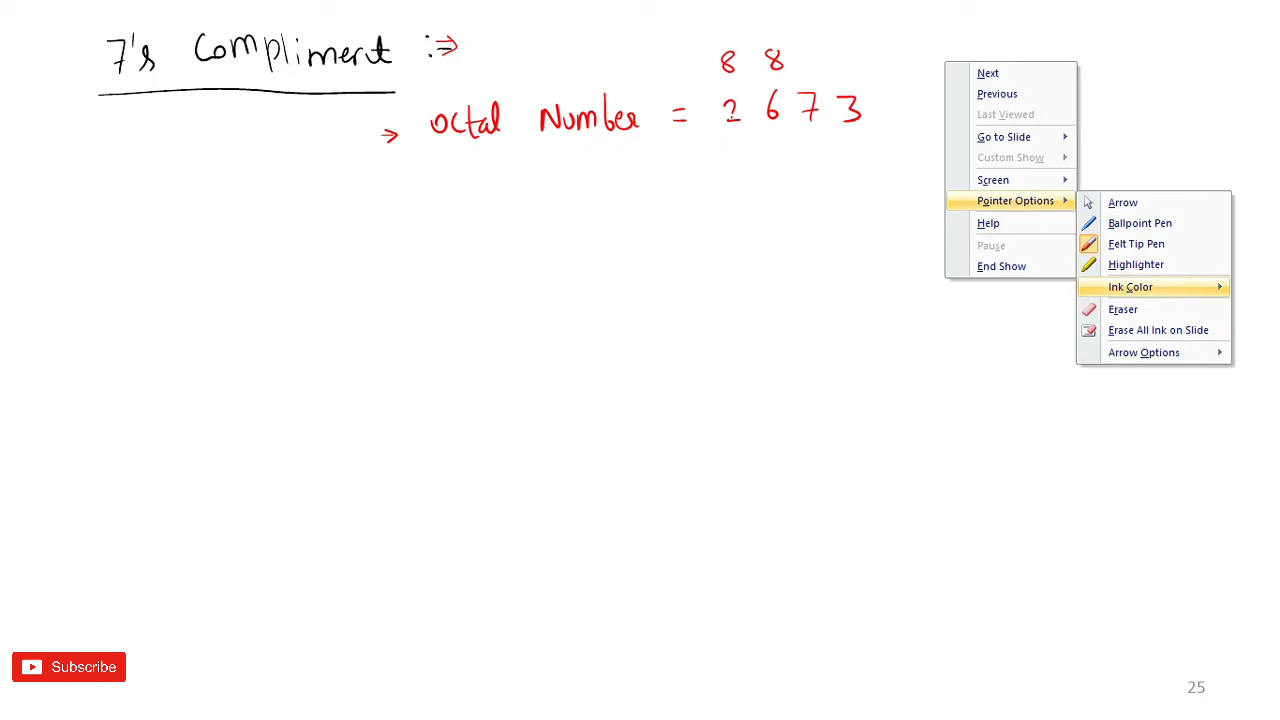 7's Compliment :⇒
8 8
→ Octal Number = 2 6 7 3
Next
Previous
Last Viewed
Go to Slide
Custom Show
Screen
Pointer Options
Help
Pause
End Show
Arrow
Ballpoint Pen
Felt Tip Pen
Highlighter
Ink Color
Eraser
Erase All Ink on Slide
Arrow Options
Subscribe
25